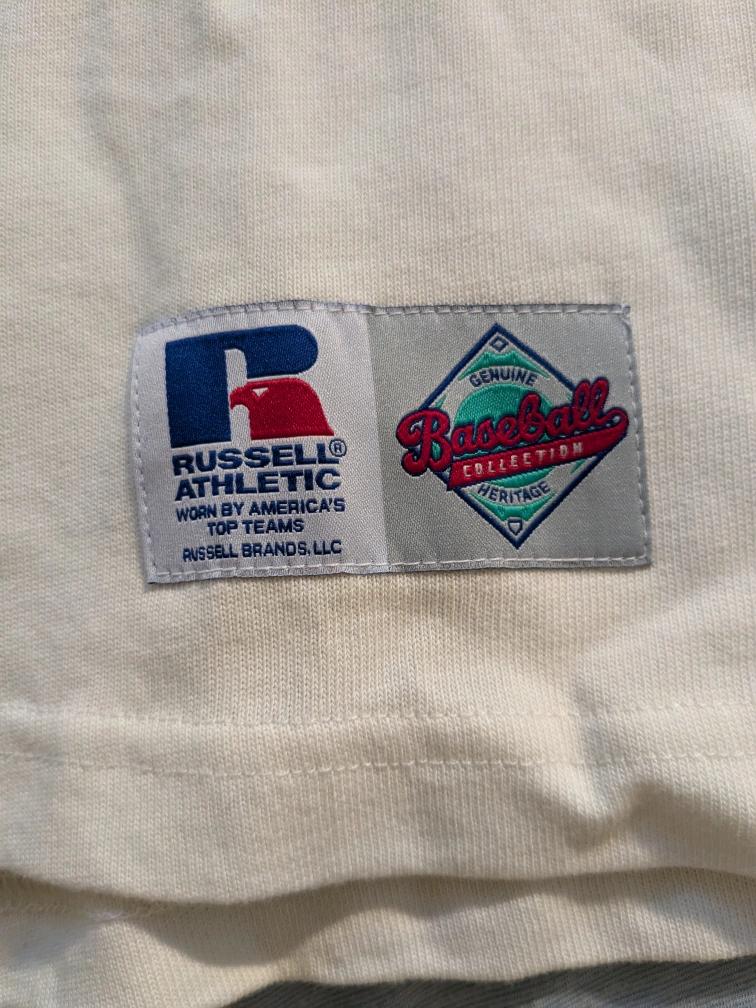 RUSSELL®
ATHLETIC
WORN BY AMERICA'S
TOP TEAMS
RUSSELL BRANDS, LLC
GENUINE
Baseball
COLLECTION
HERITAGE